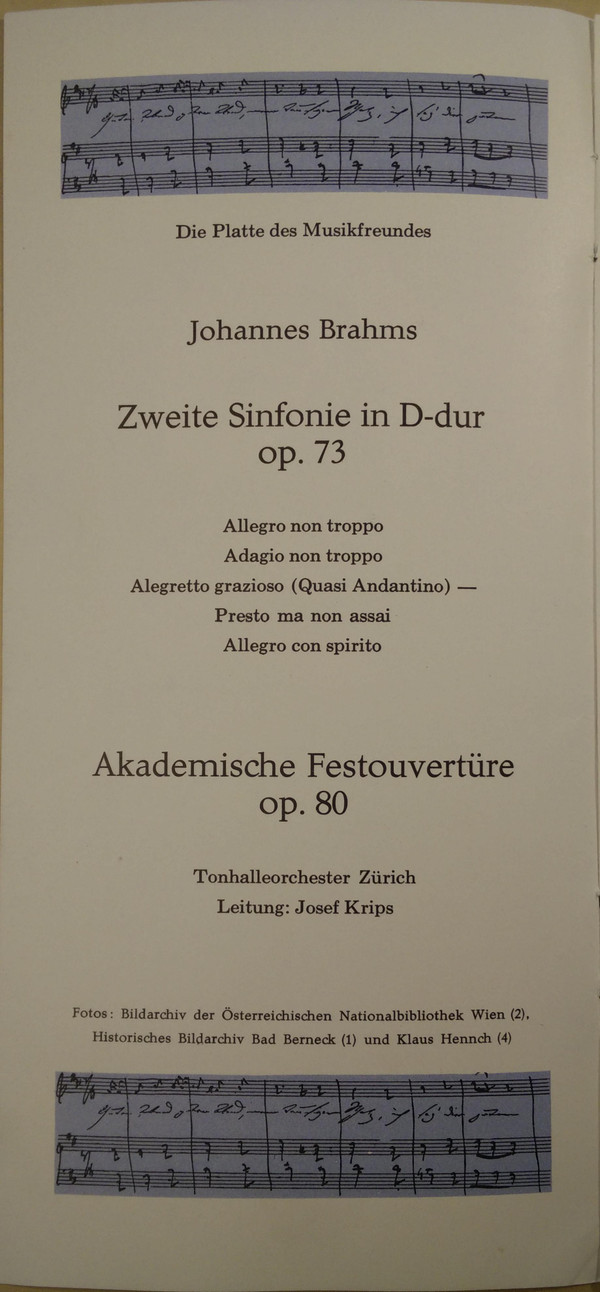 Die Platte des Musikfreundes
Johannes Brahms
Zweite Sinfonie in D-dur
op. 73
Allegro non troppo
Adagio non troppo
Alegretto grazioso (Quasi Andantino) —
Presto ma non assai
Allegro con spirito
Akademische Festouvertüre
op. 80
Tonhalleorchester Zürich
Leitung: Josef Krips
Fotos: Bildarchiv der Österreichischen Nationalbibliothek Wien (2),
Historisches Bildarchiv Bad Berneck (1) und Klaus Hennch (4)